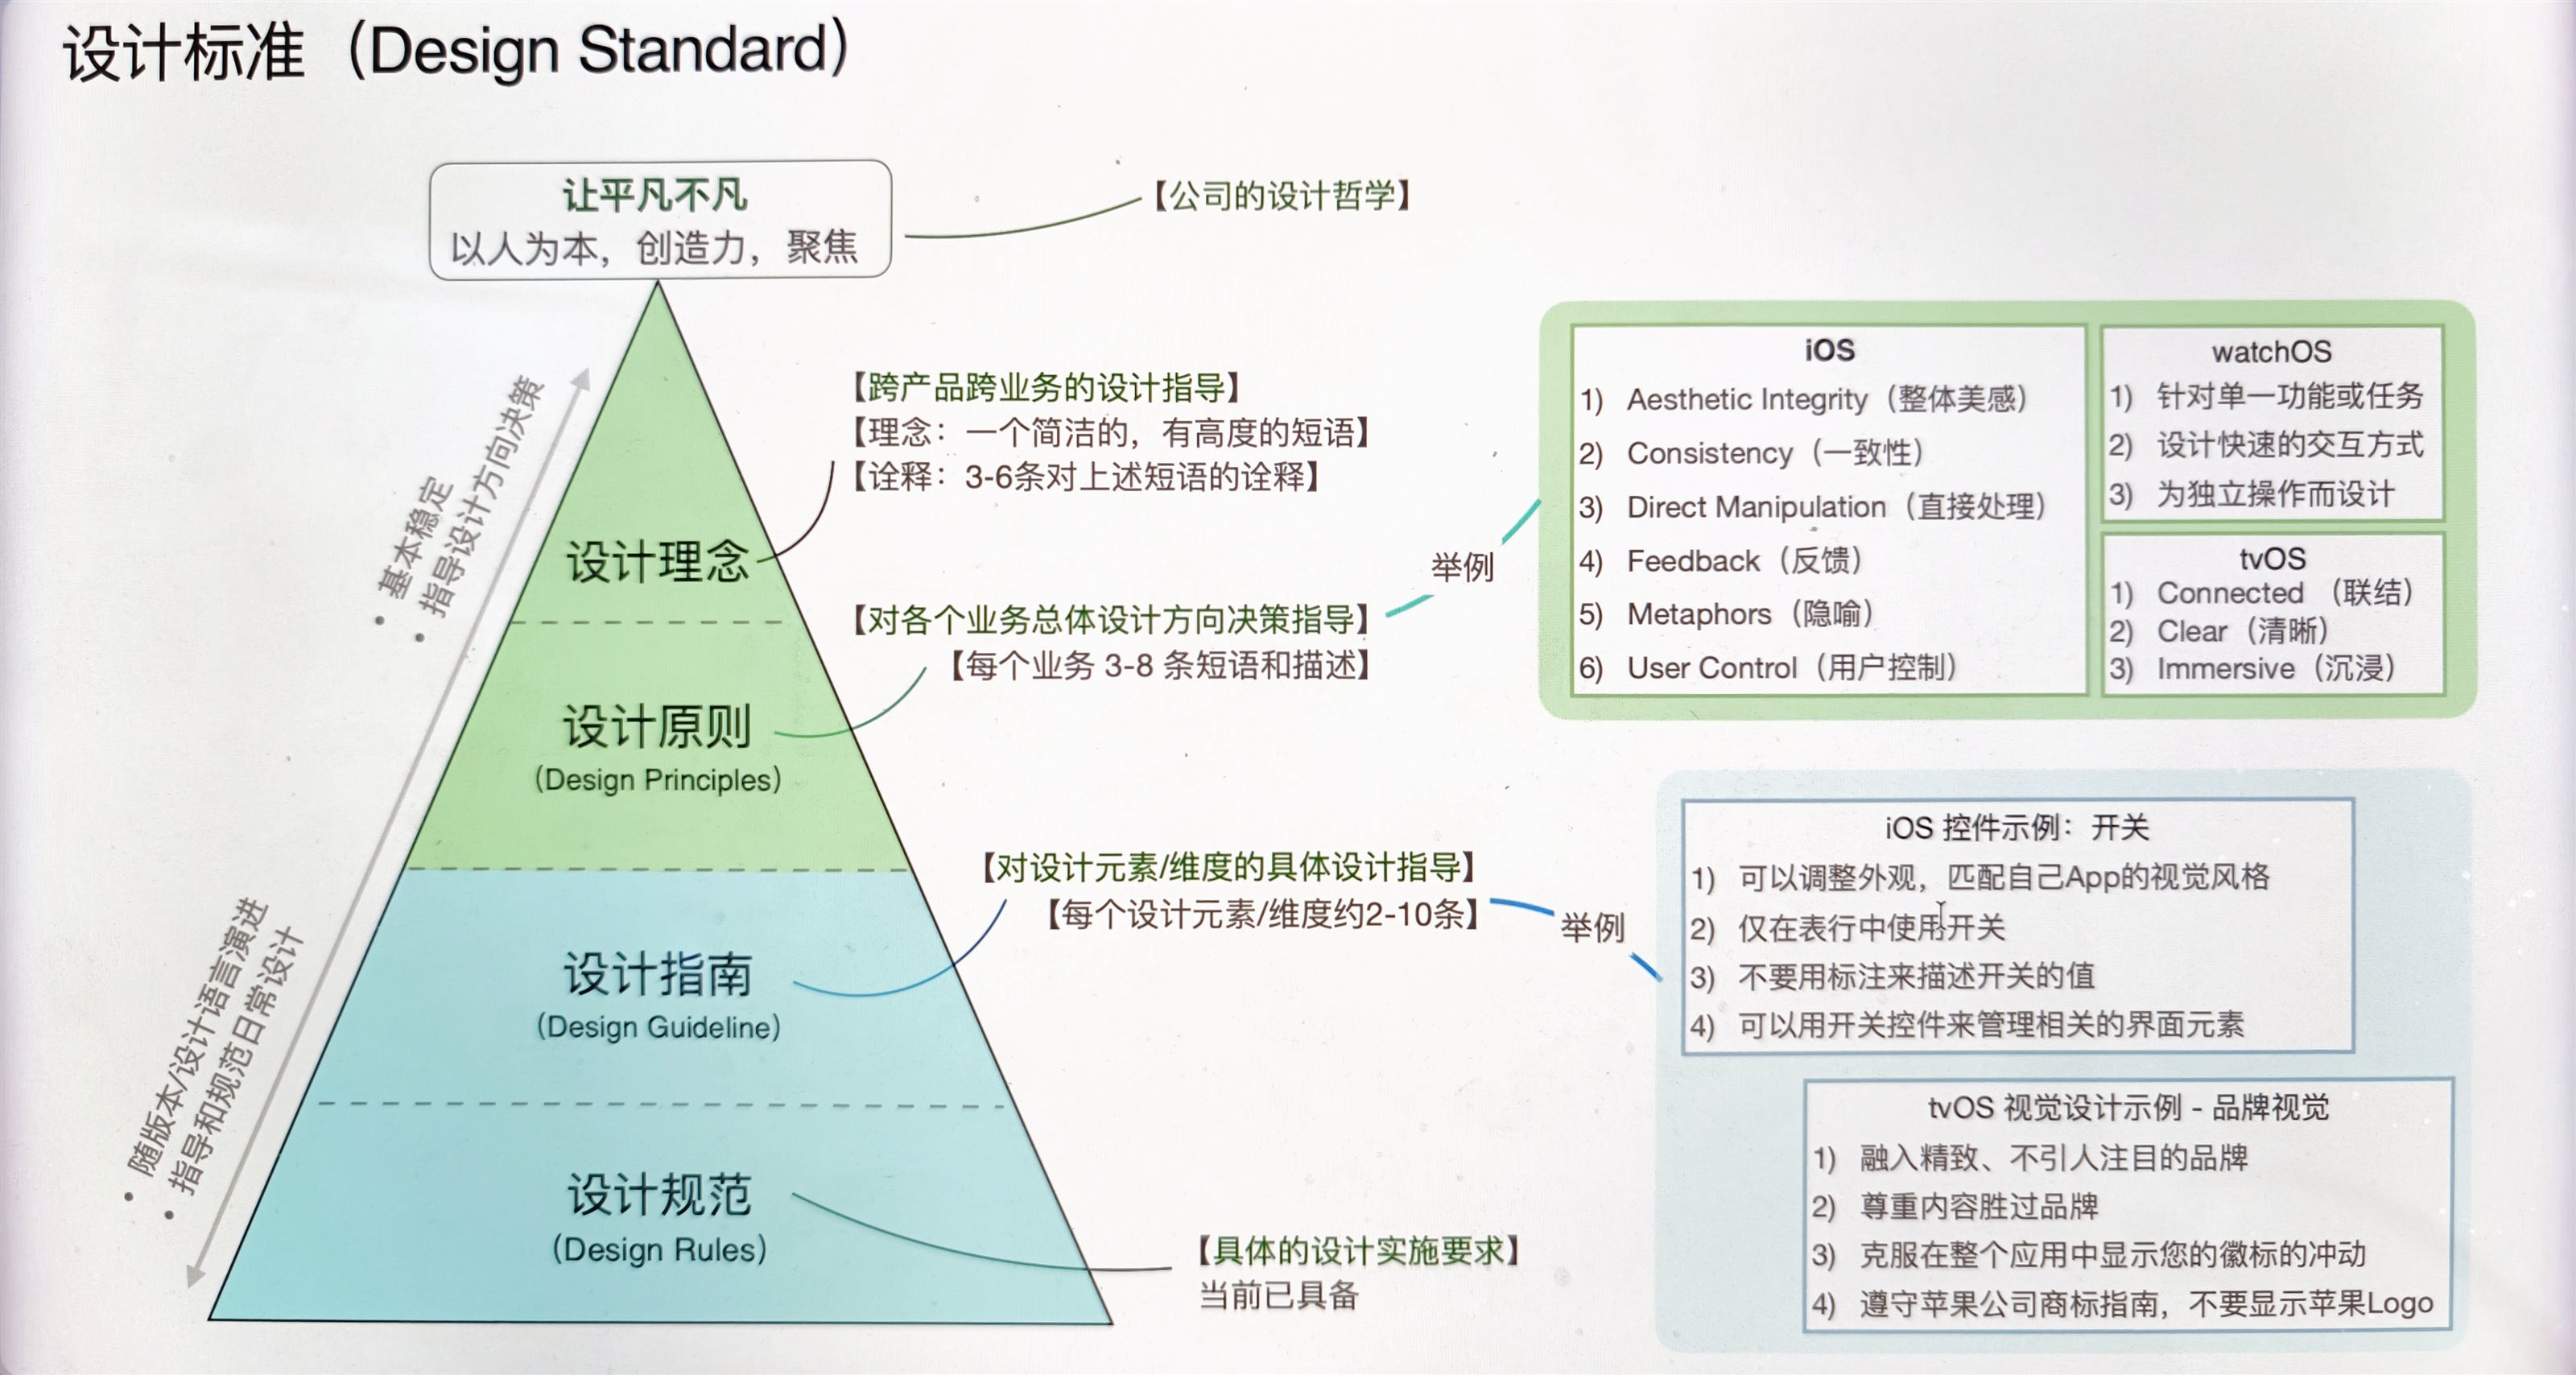 设计标准（Design Standard）
让平凡不凡
以人为本，创造力，聚焦
【公司的设计哲学】
• 基本稳定
• 指导设计方向决策
【跨产品跨业务的设计指导】
【理念：一个简洁的，有高度的短语】
【诠释：3-6条对上述短语的诠释】
设计理念
【对各个业务总体设计方向决策指导】
【每个业务 3-8 条短语和描述】
设计原则
（Design Principles）
举例
iOS
1) Aesthetic Integrity（整体美感）
2) Consistency（一致性）
3) Direct Manipulation（直接处理）
4) Feedback（反馈）
5) Metaphors（隐喻）
6) User Control（用户控制）
watchOS
1) 针对单一功能或任务
2) 设计快速的交互方式
3) 为独立操作而设计
tvOS
1) Connected （联结）
2) Clear（清晰）
3) Immersive（沉浸）
• 随版本/设计语言演进
• 指导和规范日常设计
【对设计元素/维度的具体设计指导】
【每个设计元素/维度约2-10条】
设计指南
（Design Guideline）
举例
iOS 控件示例：开关
1) 可以调整外观，匹配自己App的视觉风格
2) 仅在表行中使用开关
3) 不要用标注来描述开关的值
4) 可以用开关控件来管理相关的界面元素
tvOS 视觉设计示例 - 品牌视觉
1) 融入精致、不引人注目的品牌
2) 尊重内容胜过品牌
3) 克服在整个应用中显示您的徽标的冲动
4) 遵守苹果公司商标指南，不要显示苹果Logo
设计规范
（Design Rules）
【具体的设计实施要求】
当前已具备